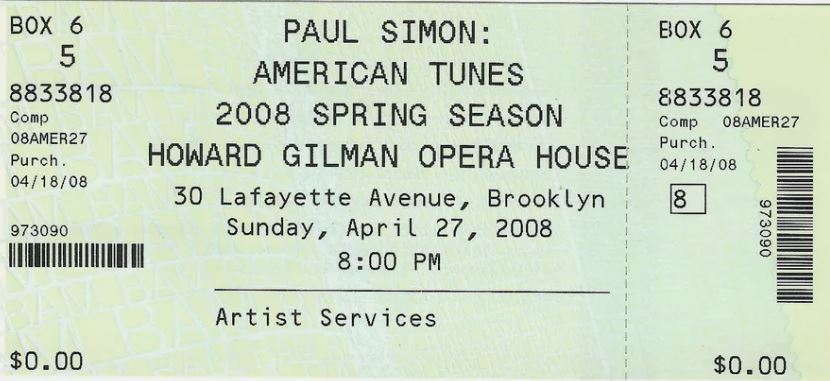 BOX 6
5
8833818
Comp
08AMER27
Purch.
04/18/08
973090
$0.00
PAUL SIMON:
AMERICAN TUNES
2008 SPRING SEASON
HOWARD GILMAN OPERA HOUSE
30 Lafayette Avenue, Brooklyn
Sunday, April 27, 2008
8:00 PM
Artist Services
BOX 6
5
8833818
Comp 08AMER27
Purch.
04/18/08
8
973090
$0.00
BAM BAM